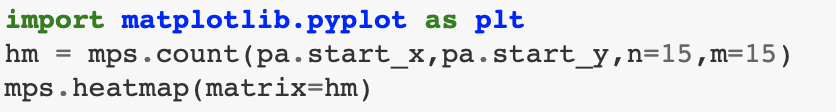 import matplotlib.pyplot as plt
hm = mps.count(pa.start_x,pa.start_y,n=15,m=15)
mps.heatmap(matrix=hm)